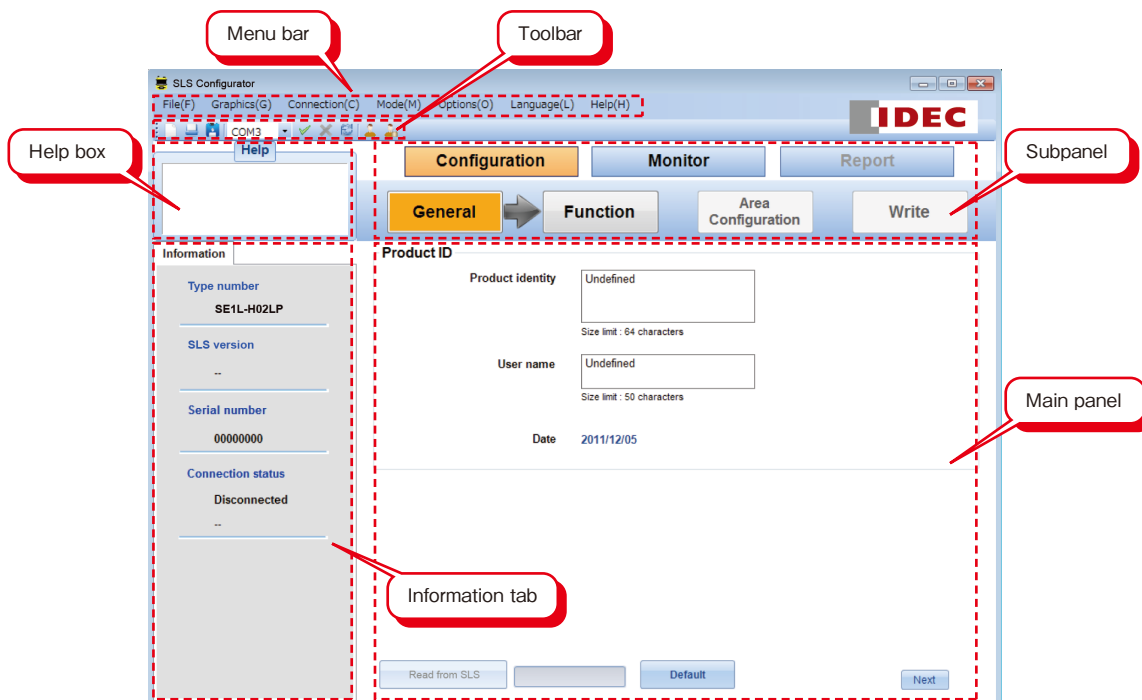 Menu bar
Toolbar
SLS Configurator
File(F) Graphics(G) Connection(C) Mode(M) Options(O) Language(L) Help(H)
IDEC
COM3
Help box
Help
Configuration Monitor Report
Subpanel
General Function Area Configuration Write
Information
Type number
SE1L-H02LP
SLS version
--
Serial number
00000000
Connection status
Disconnected
--
Product ID
Product identity Undefined
Size limit : 64 characters
User name Undefined
Size limit : 50 characters
Date 2011/12/05
Main panel
Information tab
Read from SLS Default Next